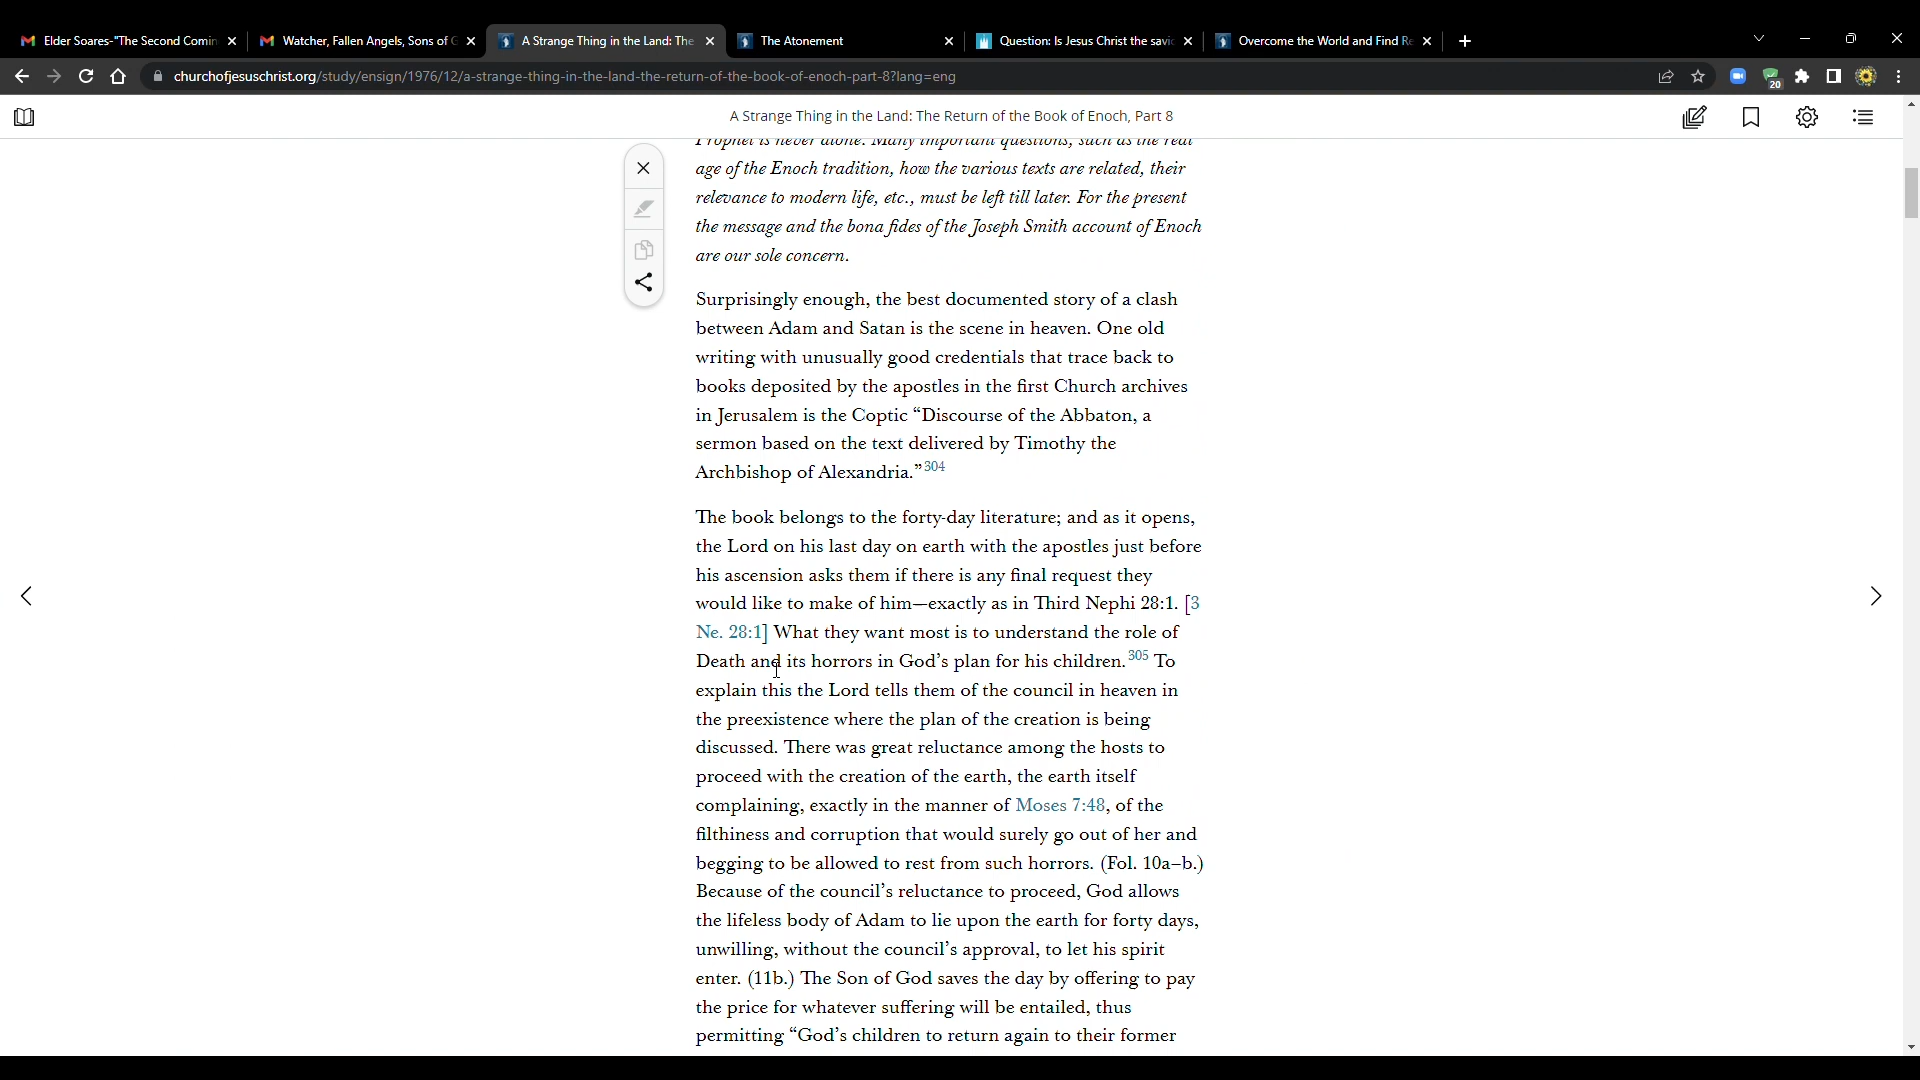 Elder Soares-"The Second Comin
Watcher, Fallen Angels, Sons of G
A Strange Thing in the Land: The
The Atonement
Question: Is Jesus Christ the savi
Overcome the World and Find Re
churchofjesuschrist.org/study/ensign/1976/12/a-strange-thing-in-the-land-the-return-of-the-book-of-enoch-part-8?lang=eng
20
A Strange Thing in the Land: The Return of the Book of Enoch, Part 8
Prophet is never alone. Many important questions, such as the real
age of the Enoch tradition, how the various texts are related, their
relevance to modern life, etc., must be left till later. For the present
the message and the bona fides of the Joseph Smith account of Enoch
are our sole concern.
Surprisingly enough, the best documented story of a clash
between Adam and Satan is the scene in heaven. One old
writing with unusually good credentials that trace back to
books deposited by the apostles in the first Church archives
in Jerusalem is the Coptic “Discourse of the Abbaton, a
sermon based on the text delivered by Timothy the
Archbishop of Alexandria.”304
The book belongs to the forty-day literature; and as it opens,
the Lord on his last day on earth with the apostles just before
his ascension asks them if there is any final request they
would like to make of him—exactly as in Third Nephi 28:1. [3
Ne. 28:1] What they want most is to understand the role of
Death and its horrors in God’s plan for his children.305 To
explain this the Lord tells them of the council in heaven in
the preexistence where the plan of the creation is being
discussed. There was great reluctance among the hosts to
proceed with the creation of the earth, the earth itself
complaining, exactly in the manner of Moses 7:48, of the
filthiness and corruption that would surely go out of her and
begging to be allowed to rest from such horrors. (Fol. 10a–b.)
Because of the council’s reluctance to proceed, God allows
the lifeless body of Adam to lie upon the earth for forty days,
unwilling, without the council’s approval, to let his spirit
enter. (11b.) The Son of God saves the day by offering to pay
the price for whatever suffering will be entailed, thus
permitting “God’s children to return again to their former